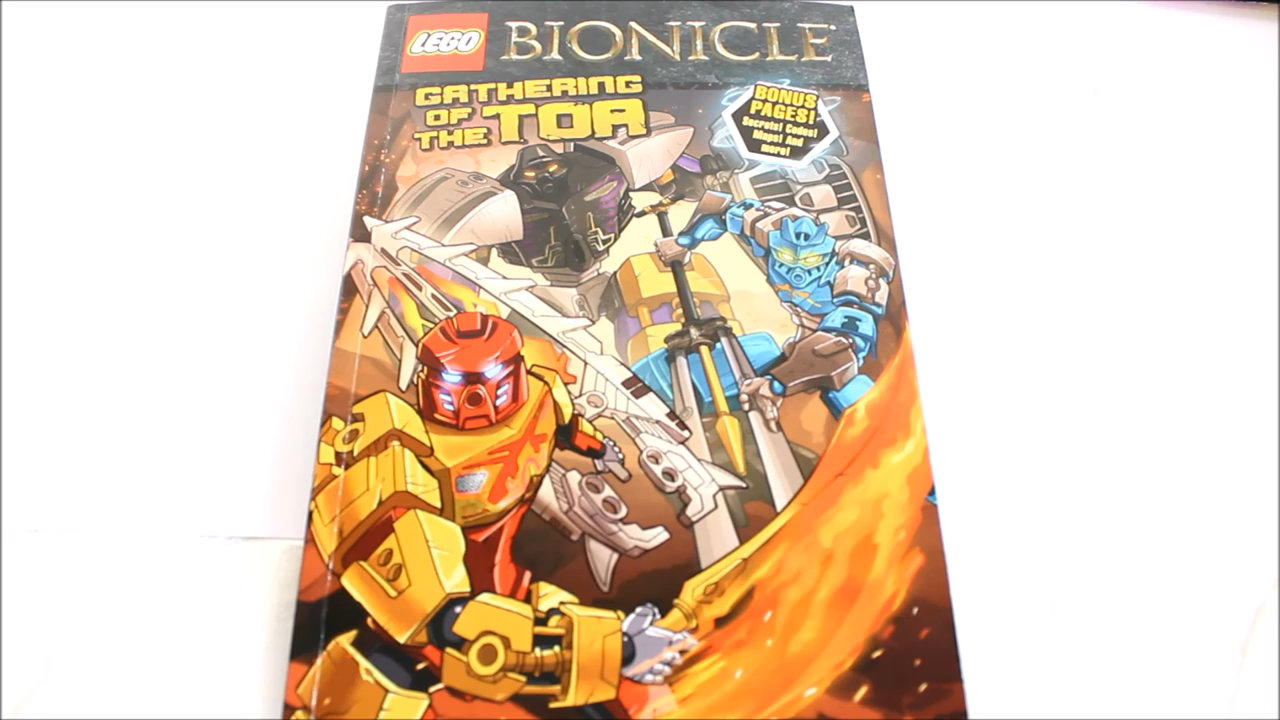 LEGO BIONICLE
GATHERING
OF
THE TOA
BONUS
PAGES!
Secrets! Codes!
Maps! And
more!